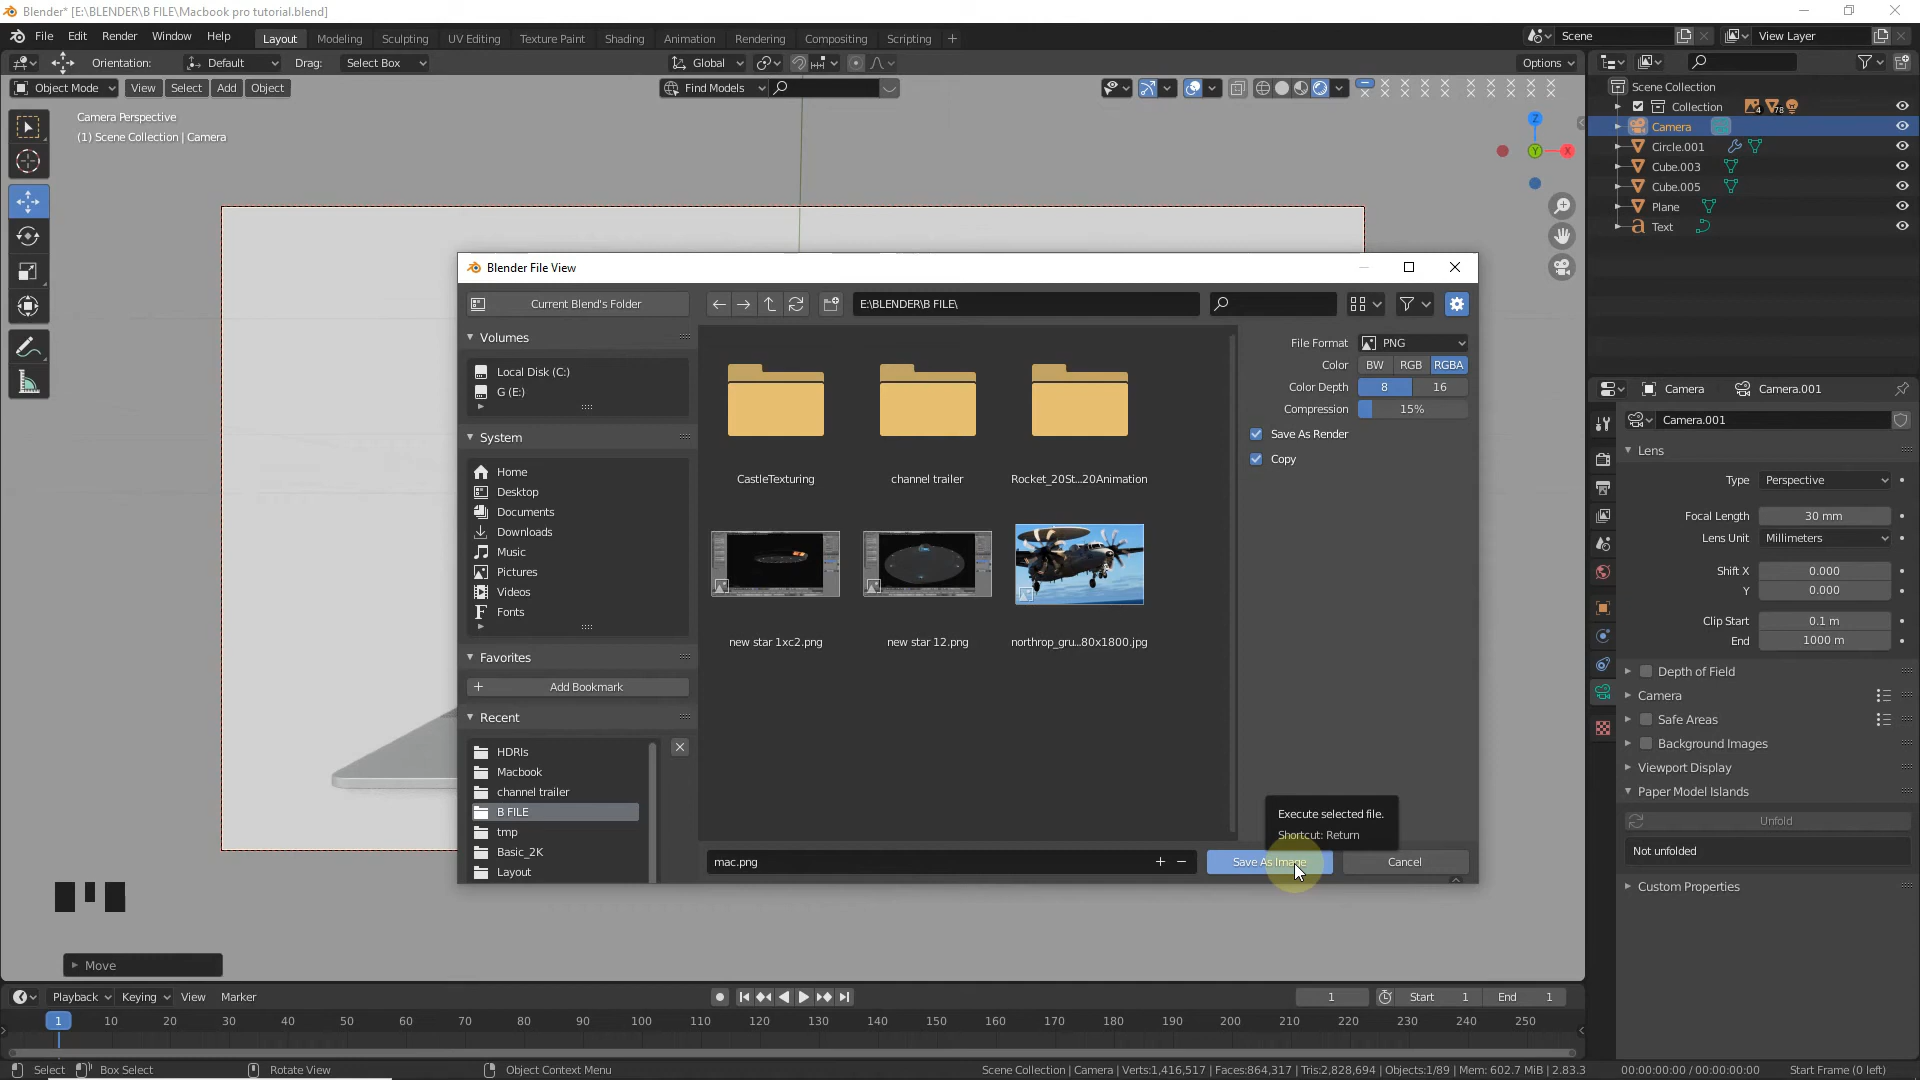 Blender* [E:\BLENDER\B FILE\Macbook pro tutorial.blend]
File Edit Render Window Help
Layout Modeling Sculpting UV Editing Texture Paint Shading Animation Rendering Compositing Scripting +
Scene
View Layer
Orientation: Default Drag: Select Box
Global
Options
Object Mode View Select Add Object
Find Models
Camera Perspective
(1) Scene Collection | Camera
Z
Y
X
Scene Collection
Collection 4 78
Camera
Circle.001
Cube.003
Cube.005
Plane
Text
Blender File View
Current Blend's Folder
E:\BLENDER\B FILE\
Volumes
Local Disk (C:)
G (E:)
System
Home
Desktop
Documents
Downloads
Music
Pictures
Videos
Fonts
Favorites
Add Bookmark
Recent
HDRIs
Macbook
channel trailer
B FILE
tmp
Basic_2K
Layout
CastleTexturing
channel trailer
Rocket_20St...20Animation
new star 1xc2.png
new star 12.png
northrop_gru...80x1800.jpg
File Format PNG
Color BW RGB RGBA
Color Depth 8 16
Compression 15%
Save As Render
Copy
Execute selected file.
Shortcut: Return
mac.png
Save As Image
Cancel
Camera Camera.001
Camera.001
Lens
Type Perspective
Focal Length 30 mm
Lens Unit Millimeters
Shift X 0.000
Y 0.000
Clip Start 0.1 m
End 1000 m
Depth of Field
Camera
Safe Areas
Background Images
Viewport Display
Paper Model Islands
Unfold
Not unfolded
Custom Properties
Move
Playback Keying View Marker
1 Start 1 End 1
1 10 20 30 40 50 60 70 80 90 100 110 120 130 140 150 160 170 180 190 200 210 220 230 240 250
Select Box Select Rotate View Object Context Menu
Scene Collection | Camera | Verts:1,416,517 | Faces:864,317 | Tris:2,828,694 | Objects:1/89 | Mem: 602.7 MiB | 2.83.3
00:00:00:00 / 00:00:00:00
Start Frame (0 left)